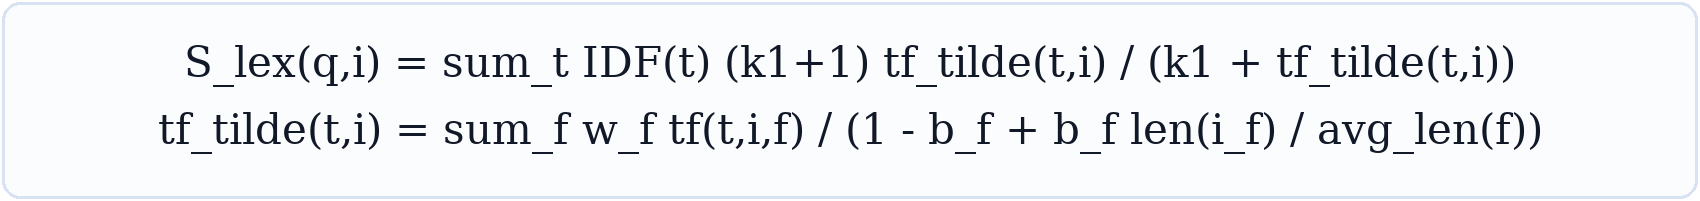 S_lex(q,i) = sum_t IDF(t) (k1+1) tf_tilde(t,i) / (k1 + tf_tilde(t,i))
tf_tilde(t,i) = sum_f w_f tf(t,i,f) / (1 - b_f + b_f len(i_f) / avg_len(f))